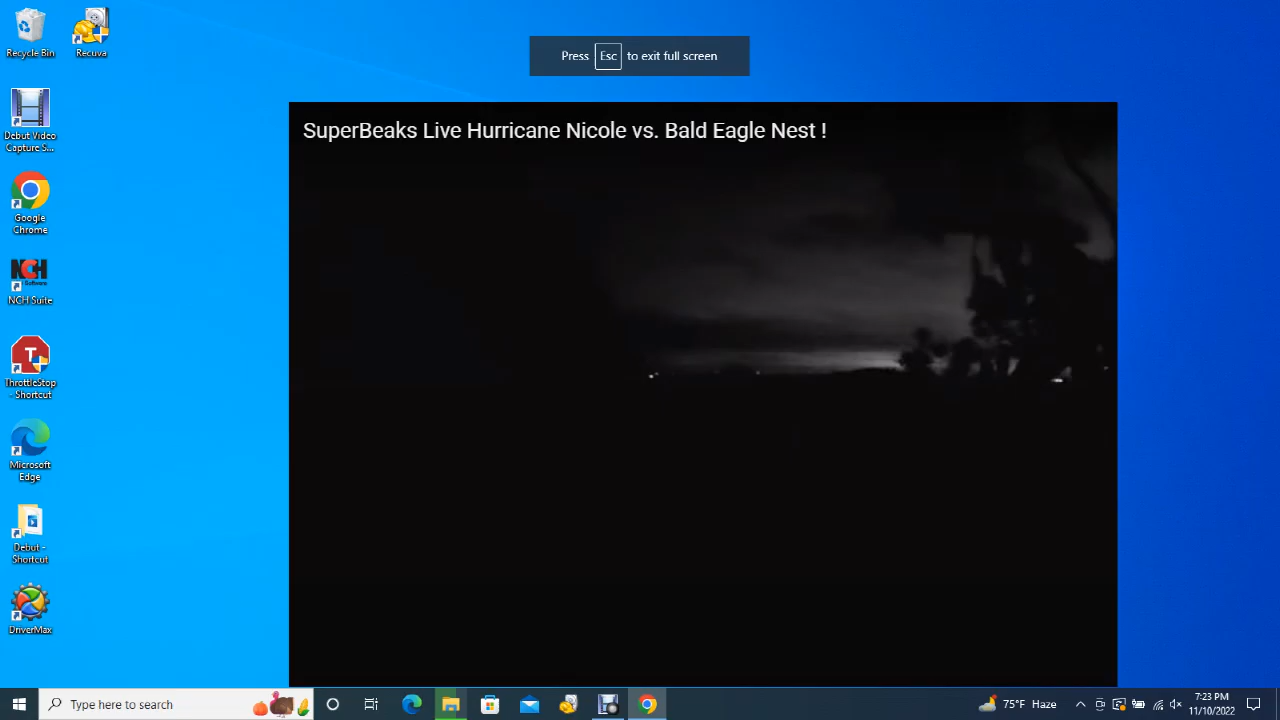 Recycle Bin
Recuva
Debut Video
Capture S...
Google
Chrome
NCH
Software
NCH Suite
T
ThrottleStop
- Shortcut
Microsoft
Edge
Debut -
Shortcut
DriverMax
Press Esc to exit full screen
SuperBeaks Live Hurricane Nicole vs. Bald Eagle Nest !
Type here to search
75°F Haze
7:23 PM
11/10/2022